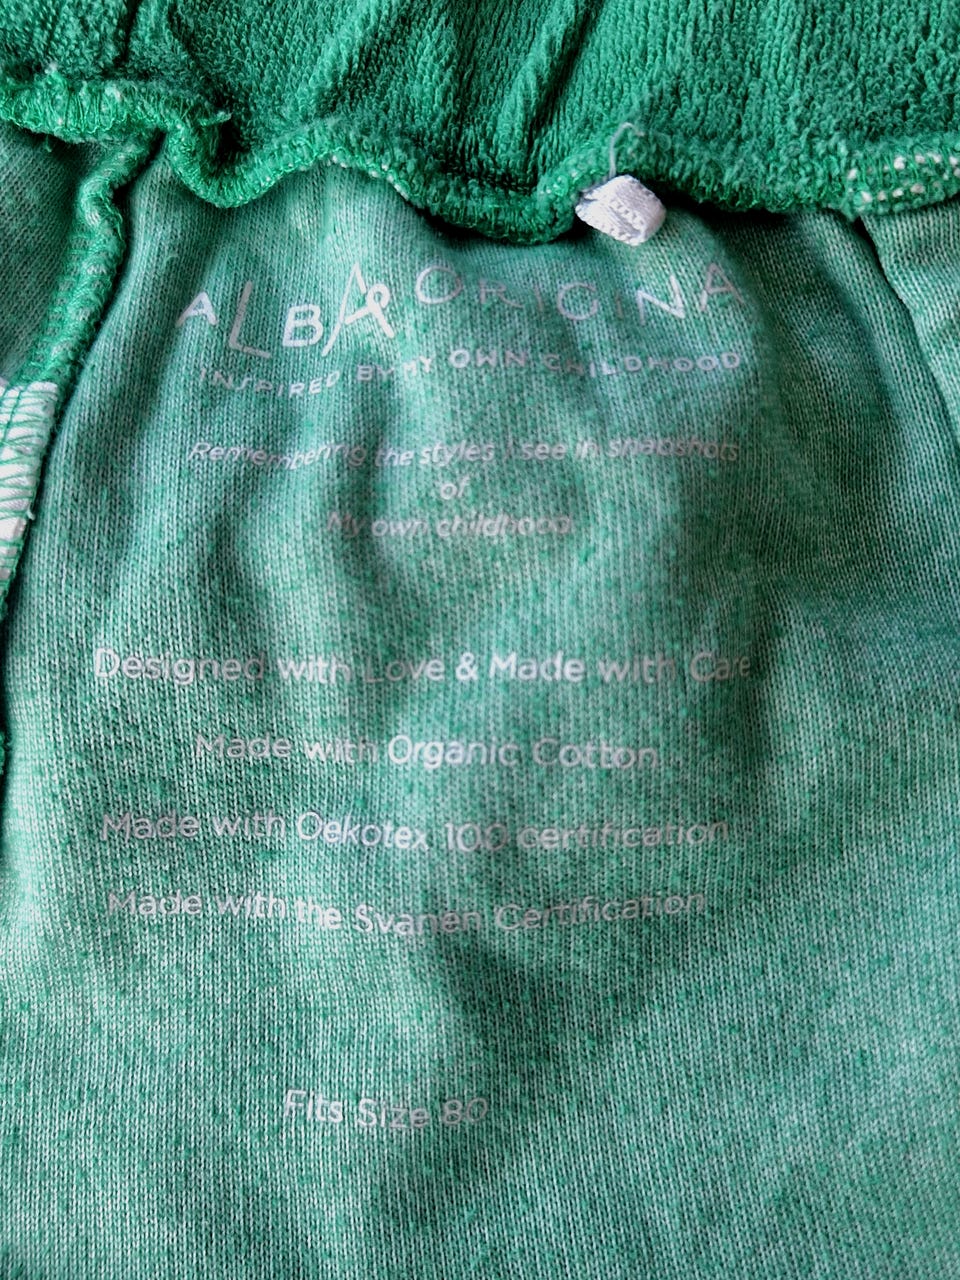 ALBA ORIGINA
INSPIRED BY MY OWN CHILDHOOD
Remembering the styles I see in snapshots
of
My own childhood.
Designed with Love & Made with Care
Made with Organic Cotton
Made with Oekotex 100 certification
Made with the Svanen Certification
Fits Size 80